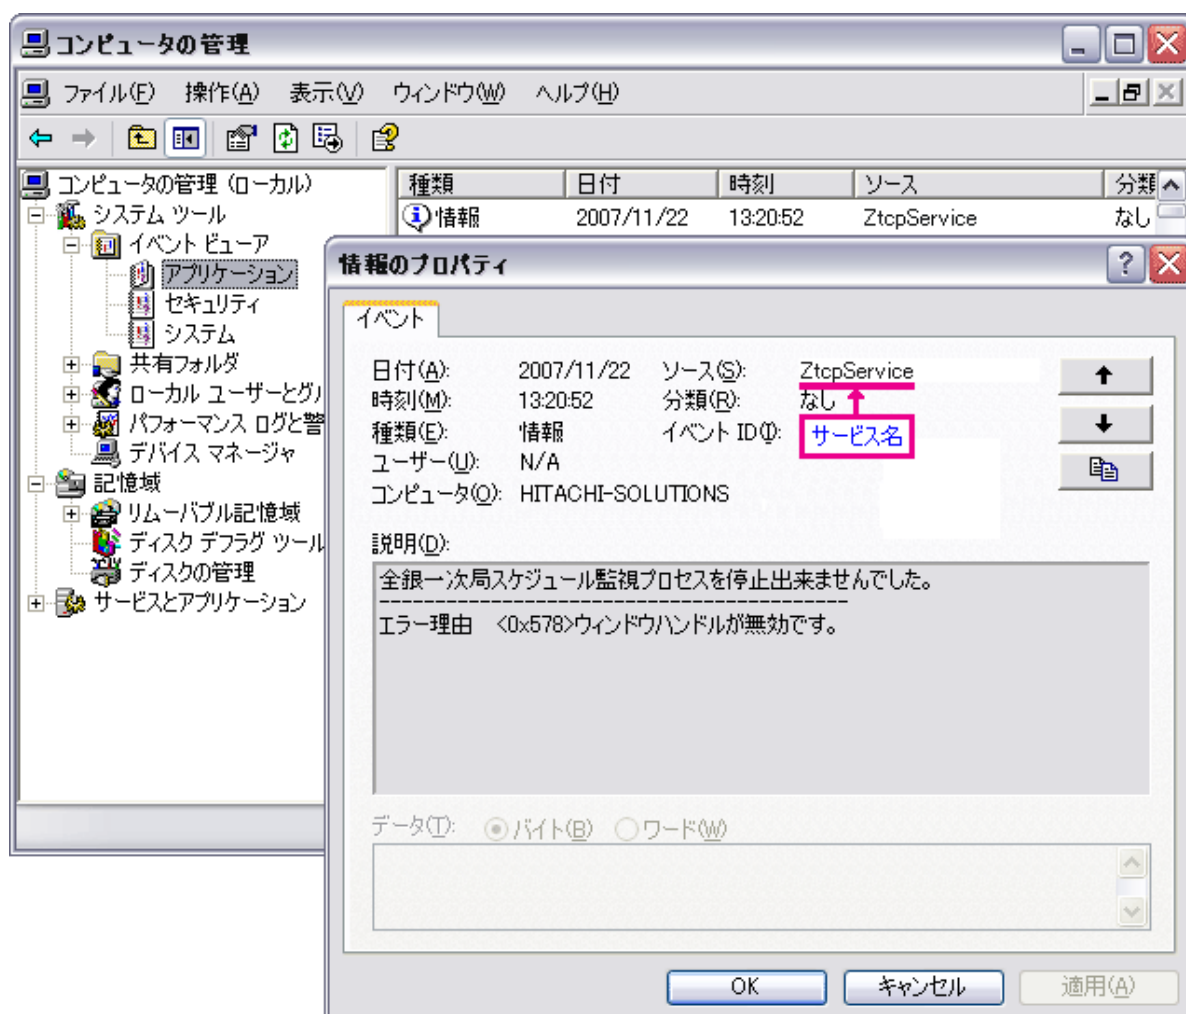 コンピュータの管理
ファイル(F) 操作(A) 表示(V) ウィンドウ(W) ヘルプ(H)
コンピュータの管理 (ローカル)
システム ツール
イベント ビューア
アプリケーション
セキュリティ
システム
共有フォルダ
ローカル ユーザーとグル
パフォーマンス ログと警
デバイス マネージャ
記憶域
リムーバブル記憶域
ディスク デフラグ ツール
ディスクの管理
サービスとアプリケーション
種類 日付 時刻 ソース 分類
情報 2007/11/22 13:20:52 ZtcpService なし
情報のプロパティ
イベント
日付(A): 2007/11/22 ソース(S): ZtcpService
時刻(M): 13:20:52 分類(R): なし
種類(E): 情報 イベント ID(I): サービス名
ユーザー(U): N/A
コンピュータ(O): HITACHI-SOLUTIONS
説明(D):
全銀一次局スケジュール監視プロセスを停止出来ませんでした。
--------------------------------------------
エラー理由 <0x578>ウィンドウハンドルが無効です。
データ(T): バイト(B) ワード(W)
OK キャンセル 適用(A)